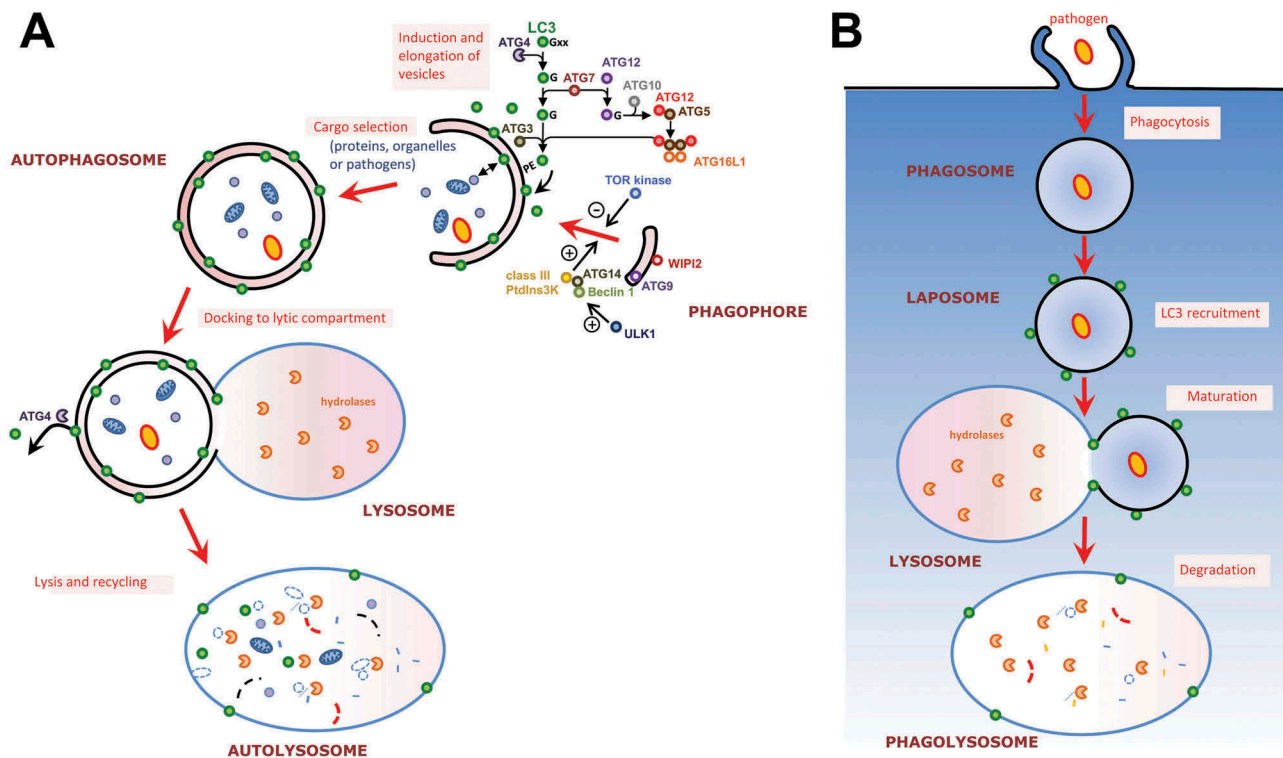 A
Induction and
elongation of
vesicles
LC3
ATG4
Gxx
G
ATG12
ATG7
ATG10
G
G
ATG12
ATG5
ATG3
ATG16L1
PE
Cargo selection
(proteins, organelles
or pathogens)
AUTOPHAGOSOME
TOR kinase
−
+
class III
PtdIns3K
ATG14
Beclin 1
WIPI2
ATG9
PHAGOPHORE
+
ULK1
Docking to lytic compartment
ATG4
hydrolases
LYSOSOME
Lysis and recycling
AUTOLYSOSOME
B
pathogen
Phagocytosis
PHAGOSOME
LAPOSOME
LC3 recruitment
Maturation
hydrolases
LYSOSOME
Degradation
PHAGOLYSOSOME